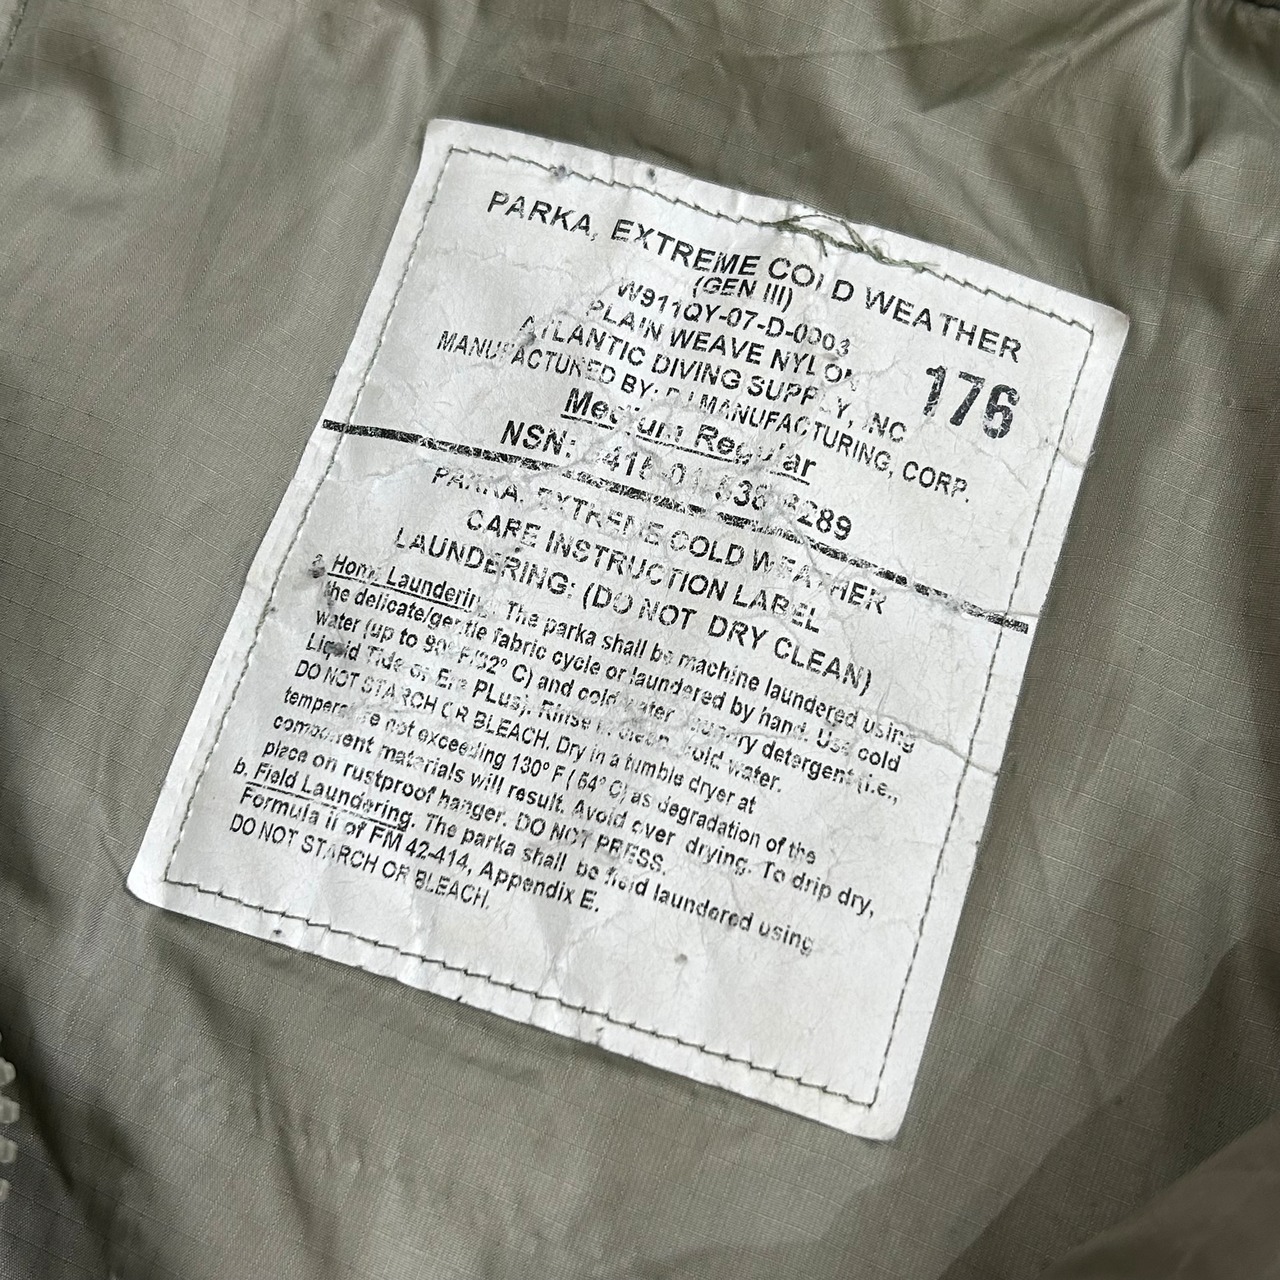 PARKA, EXTREME COLD WEATHER
(GEN III)
W911QY-07-D-0003
PLAIN WEAVE NYLON
ATLANTIC DIVING SUPPLY, INC
MANUFACTURED BY: DJ MANUFACTURING, CORP.
176
Medium Regular
NSN:
PARKA, EXTREME COLD WEATHER
CARE INSTRUCTION LABEL
LAUNDERING: (DO NOT DRY CLEAN)
a. Home Laundering. The parka shall be machine laundered using
the delicate/gentle fabric cycle or laundered by hand. Use cold
water (up to 90° F/32° C) and cold water laundry detergent (i.e.,
Liquid Tide or Era PLus). Rinse in clean, cold water.
DO NOT STARCH OR BLEACH. Dry in a tumble dryer at
temperature not exceeding 130° F ( 54° C) as degradation of the
component materials will result. Avoid over drying. To drip dry,
place on rustproof hanger. DO NOT PRESS.
b. Field Laundering. The parka shall be field laundered using
Formula II of FM 42-414, Appendix E.
DO NOT STARCH OR BLEACH.